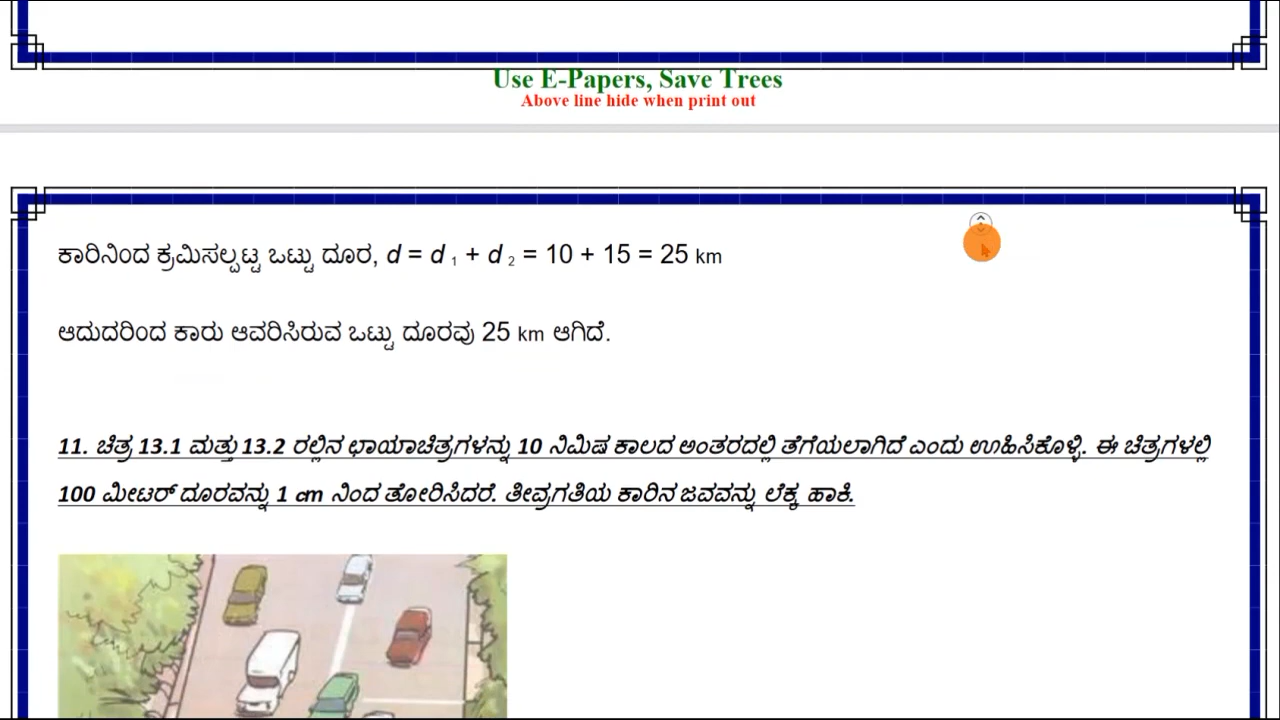 Use E-Papers, Save Trees
Above line hide when print out
ಕಾರಿನಿಂದ ಕ್ರಮಿಸಲ್ಪಟ್ಟ ಒಟ್ಟು ದೂರ, d = d 1 + d 2 = 10 + 15 = 25 km
ಆದುದರಿಂದ ಕಾರು ಆವರಿಸಿರುವ ಒಟ್ಟು ದೂರವು 25 km ಆಗಿದೆ.
11. ಚಿತ್ರ 13.1 ಮತ್ತು 13.2 ರಲ್ಲಿನ ಛಾಯಾಚಿತ್ರಗಳನ್ನು 10 ನಿಮಿಷ ಕಾಲದ ಅಂತರದಲ್ಲಿ ತೆಗೆಯಲಾಗಿದೆ ಎಂದು ಊಹಿಸಿಕೊಳ್ಳಿ. ಈ ಚಿತ್ರಗಳಲ್ಲಿ
100 ಮೀಟರ್ ದೂರವನ್ನು 1 cm ನಿಂದ ತೋರಿಸಿದರೆ. ತೀವ್ರಗತಿಯ ಕಾರಿನ ಜವವನ್ನು ಲೆಕ್ಕ ಹಾಕಿ.